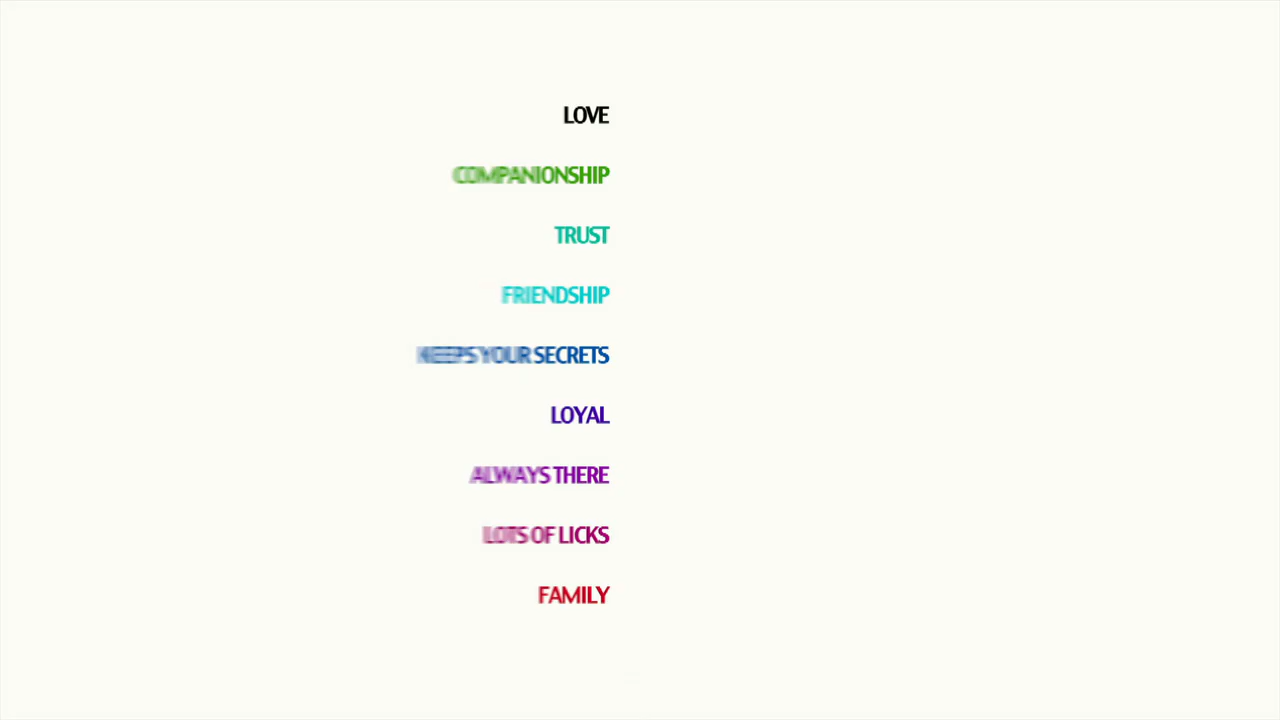 LOVE
COMPANIONSHIP
TRUST
FRIENDSHIP
KEEPS YOUR SECRETS
LOYAL
ALWAYS THERE
LOTS OF LICKS
FAMILY